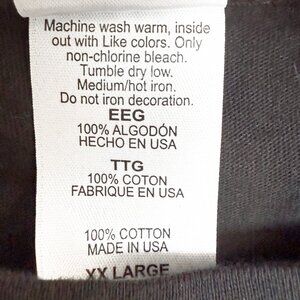 Machine wash warm, inside
out with Like colors. Only
non-chlorine bleach.
Tumble dry low.
Medium/hot iron.
Do not iron decoration.
EEG
100% ALGODÓN
HECHO EN USA
TTG
100% COTON
FABRIQUE EN USA
100% COTTON
MADE IN USA
XX LARGE